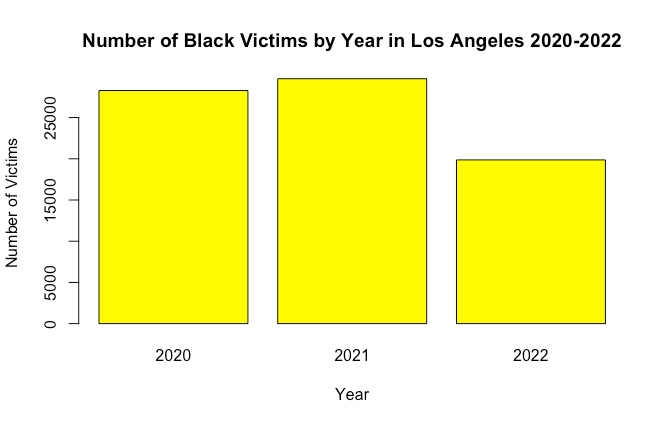 Number of Black Victims by Year in Los Angeles 2020-2022
Number of Victims
25000
15000
5000
0
2020 2021 2022
Year